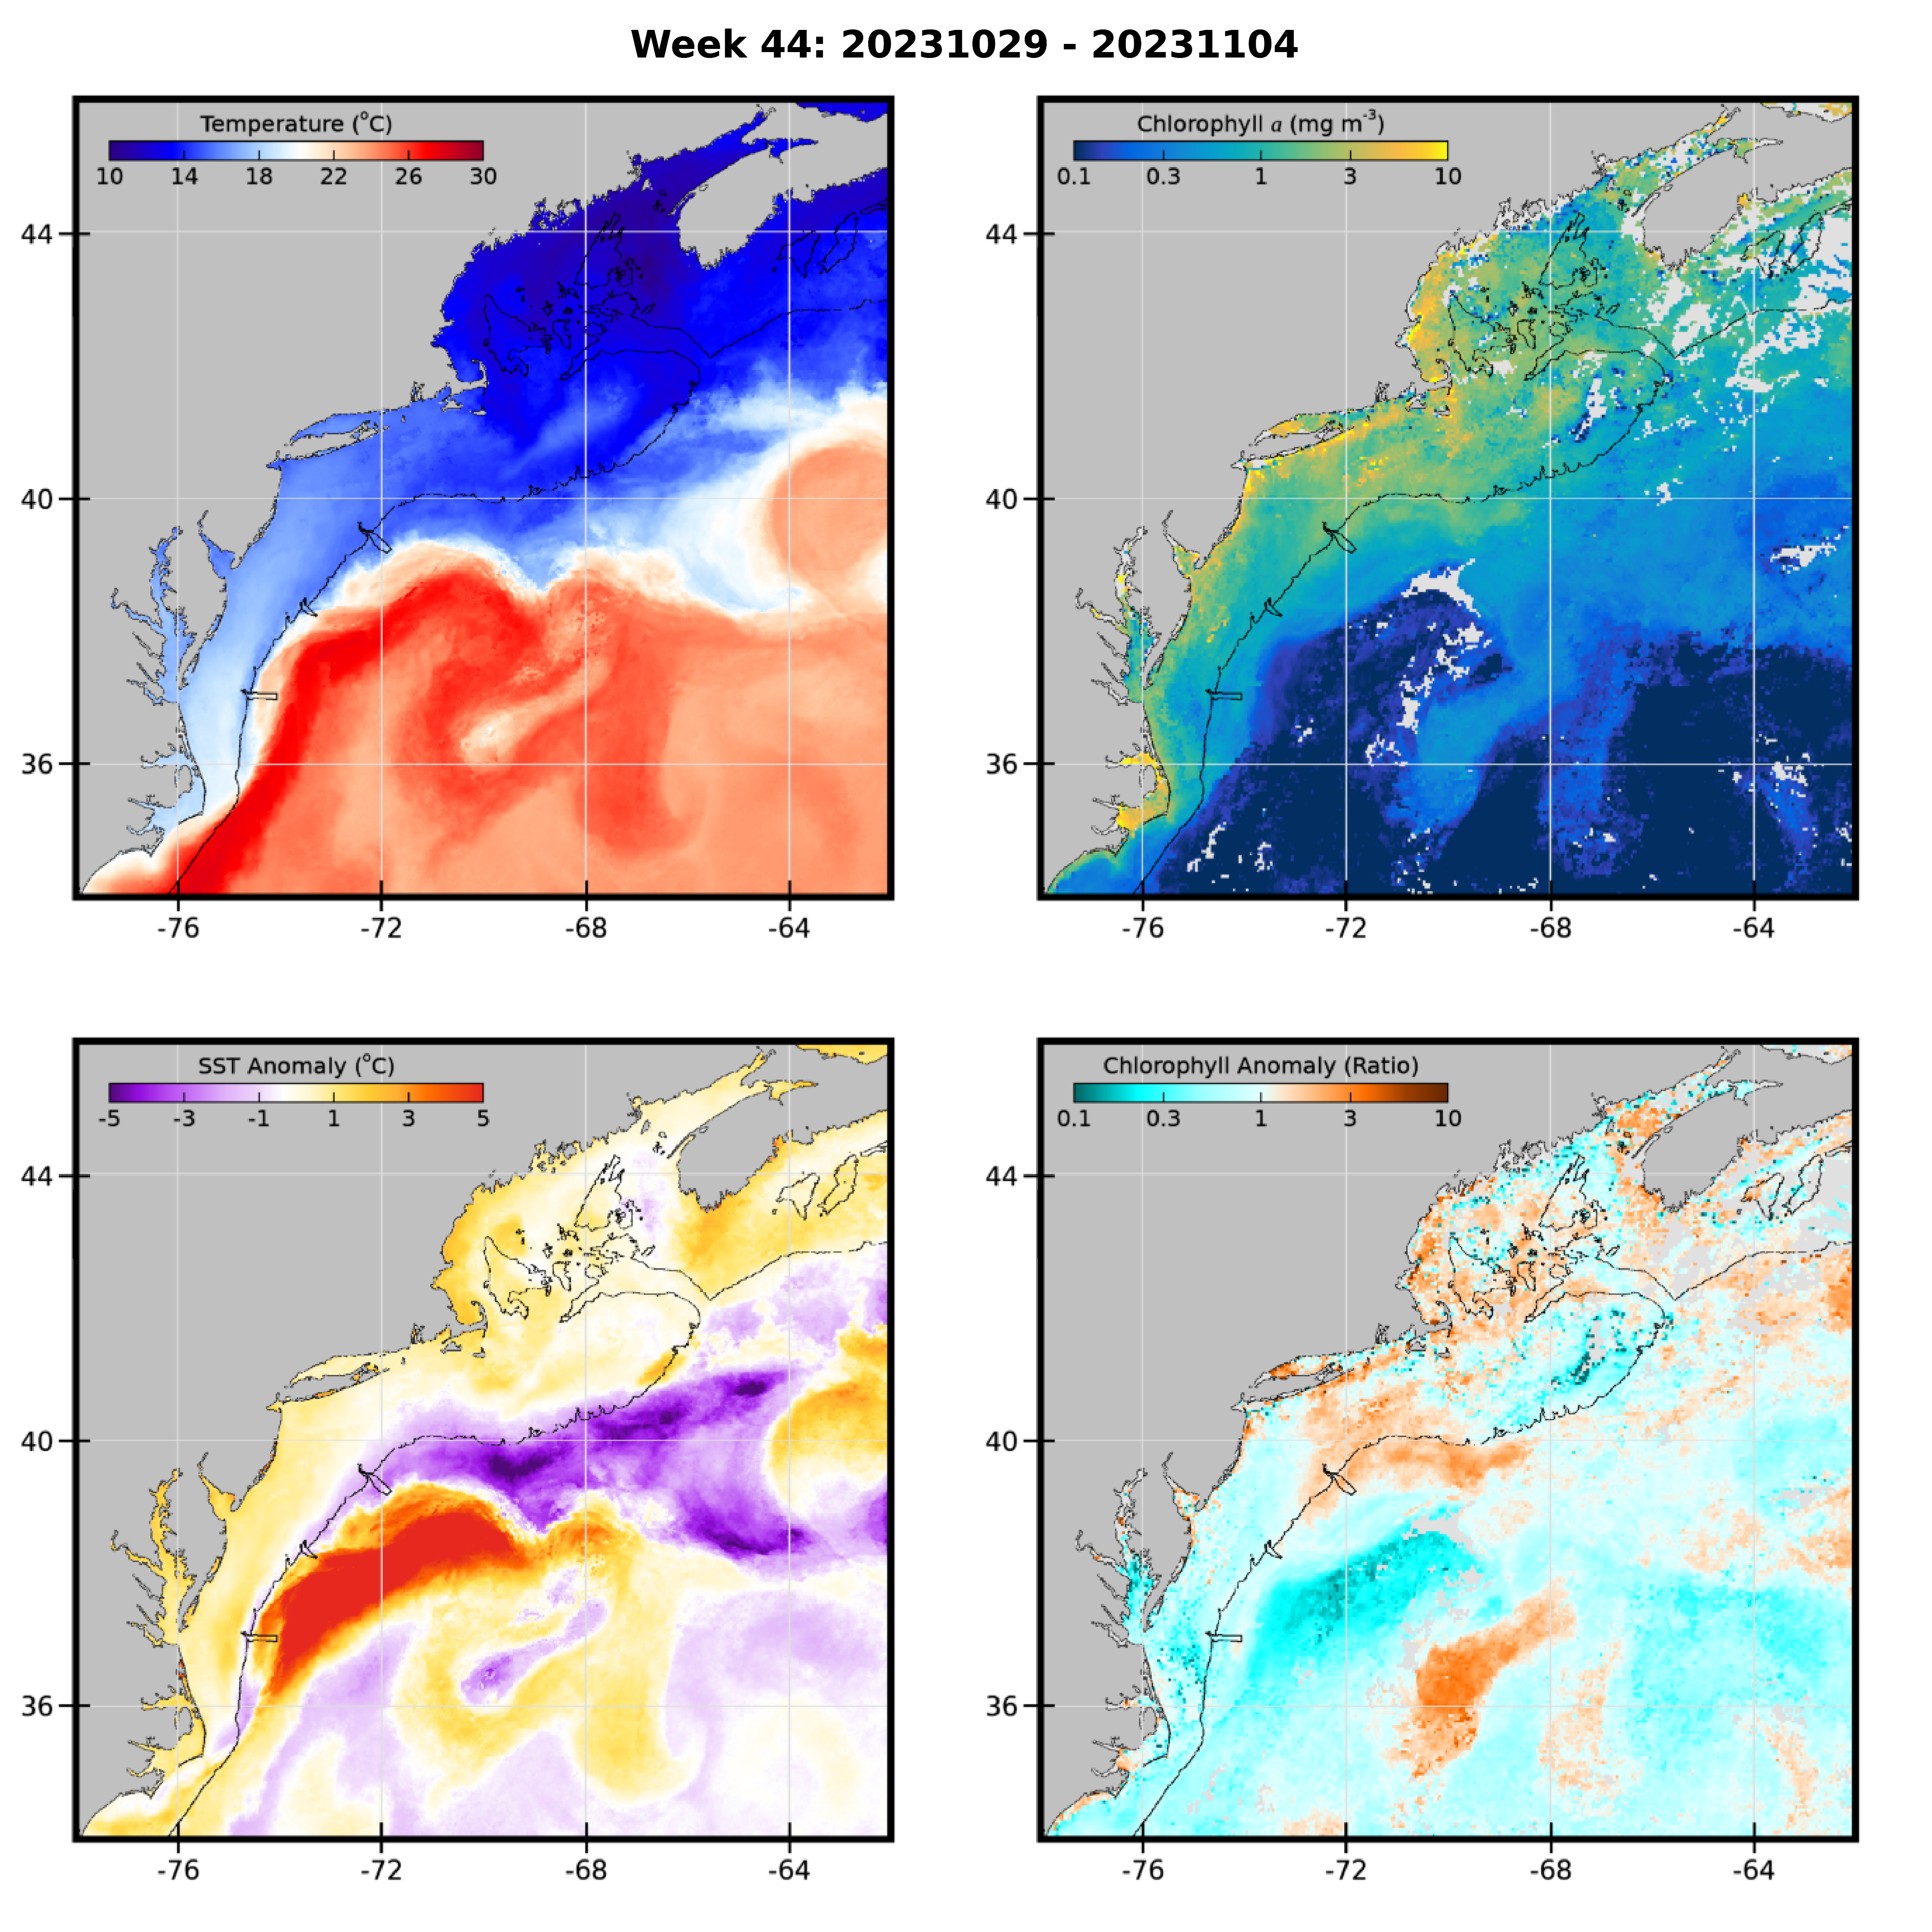 Week 44: 20231029 - 20231104
Temperature (°C)
10 14 18 22 26 30
44
40
36
-76 -72 -68 -64
Chlorophyll a (mg m⁻³)
0.1 0.3 1 3 10
44
40
36
-76 -72 -68 -64
SST Anomaly (°C)
-5 -3 -1 1 3 5
44
40
36
-76 -72 -68 -64
Chlorophyll Anomaly (Ratio)
0.1 0.3 1 3 10
44
40
36
-76 -72 -68 -64